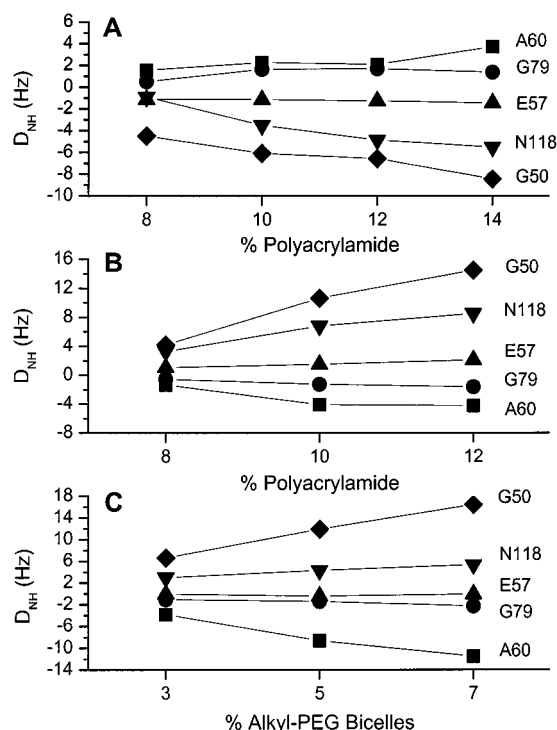 A
6
4
2
0
-2
-4
-6
-8
-10
D_NH (Hz)
A60
G79
E57
N118
G50
8 10 12 14
% Polyacrylamide
B
16
12
8
4
0
-4
-8
D_NH (Hz)
G50
N118
E57
G79
A60
8 10 12
% Polyacrylamide
C
18
14
10
6
2
-2
-6
-10
-14
D_NH (Hz)
G50
N118
E57
G79
A60
3 5 7
% Alkyl-PEG Bicelles